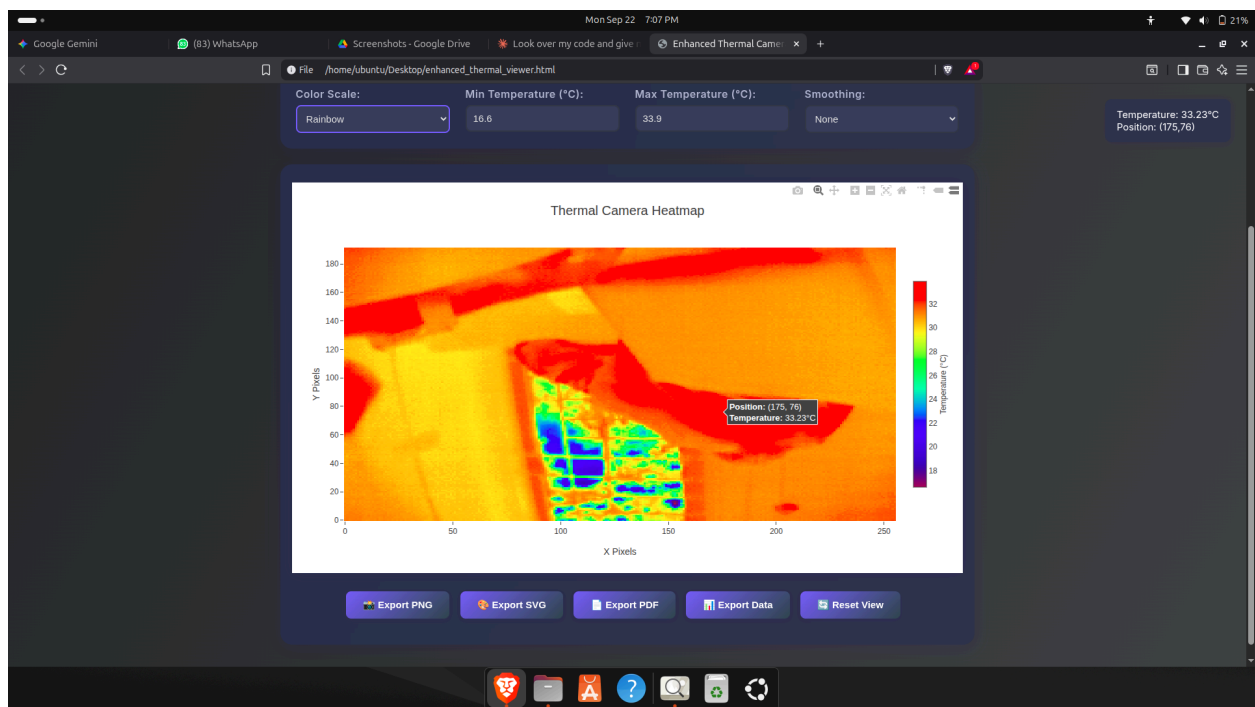 Mon Sep 22 7:07 PM
21%
Google Gemini
(83) WhatsApp
Screenshots - Google Drive
Look over my code and give
Enhanced Thermal Came
File /home/ubuntu/Desktop/enhanced_thermal_viewer.html
Color Scale:
Min Temperature (°C):
Max Temperature (°C):
Smoothing:
Rainbow
16.6
33.9
None
Temperature: 33.23°C
Position: (175,76)
Thermal Camera Heatmap
180
160
140
120
100
80
60
40
20
0
Y Pixels
Position: (175, 76)
Temperature: 33.23°C
0
50
100
150
200
250
X Pixels
32
30
28
26
24
22
20
18
Temperature (°C)
Export PNG
Export SVG
Export PDF
Export Data
Reset View